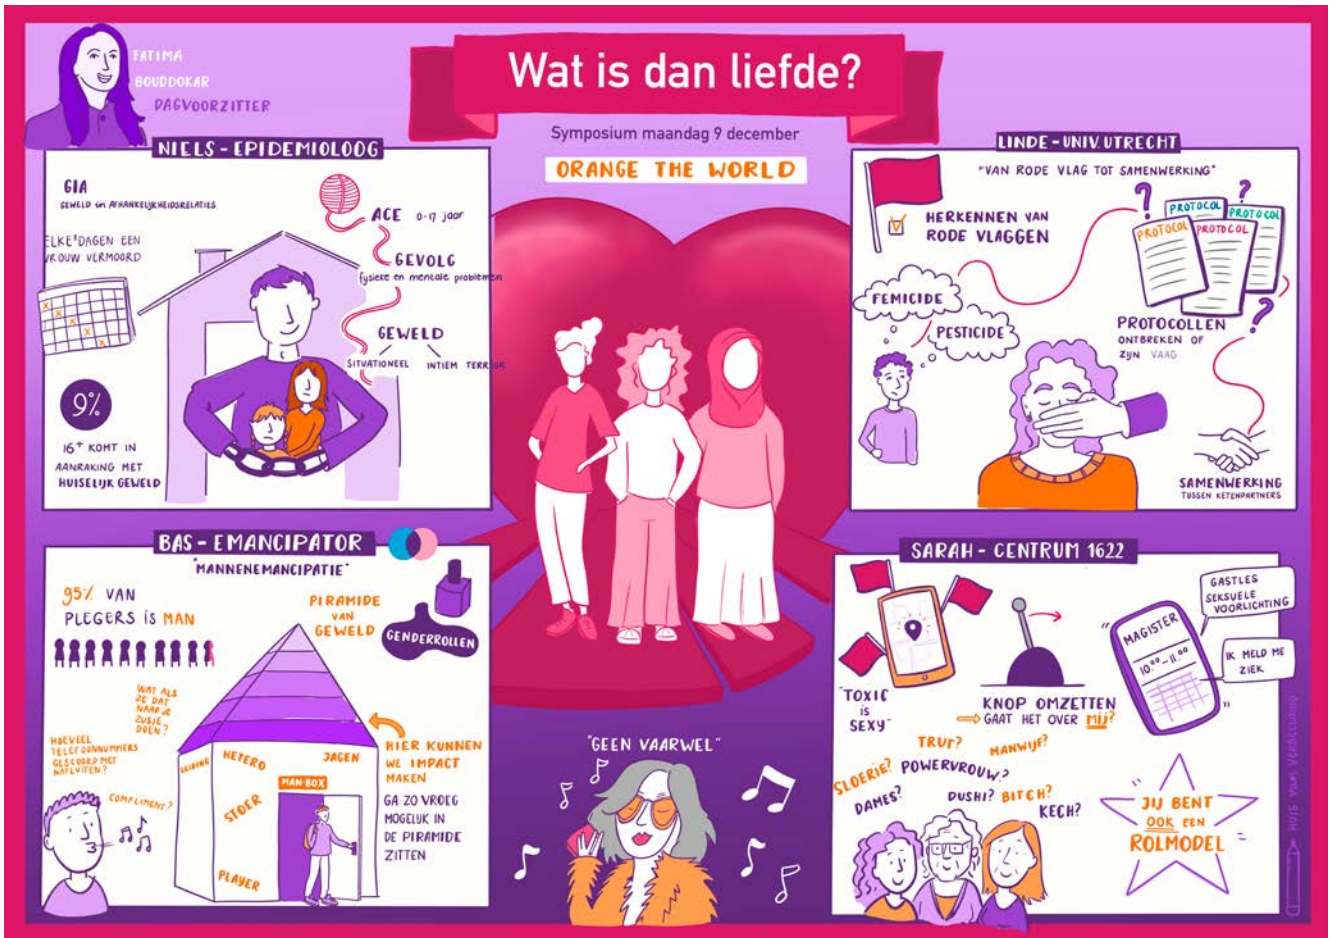 FATIMA
BOUDDOKAR
DAGVOORZITTER
Wat is dan liefde?
Symposium maandag 9 december
ORANGE THE WORLD
NIELS - EPIDEMIOLOOG
GIA
GEWELD in AFHANKELIJKHEIDSRELATIES
ELKE 8 DAGEN EEN
VROUW VERMOORD
9%
16+ KOMT IN
AANRAKING MET
HUISELIJK GEWELD
ACE 0-17 jaar
GEVOLG
fysieke en mentale problemen
GEWELD
SITUATIONEEL INTIEM TERREUR
LINDE - UNIV. UTRECHT
"VAN RODE VLAG TOT SAMENWERKING"
HERKENNEN VAN
RODE VLAGGEN
FEMICIDE
PESTICIDE
?
?
PROTOCOL
PROTOCOL
PROTOCOL
PROTOCOL
?
PROTOCOLLEN
ONTBREKEN OF
ZIJN VAAG
SAMENWERKING
TUSSEN KETENPARTNERS
BAS - EMANCIPATOR
"MANNENEMANCIPATIE"
95% VAN
PLEGERS iS MAN
PIRAMIDE
VAN
GEWELD
GENDERROLLEN
WAT ALS
ZE DAT
NAAR JE
ZUSJE
DOEN?
HOEVEEL
TELEFOONNUMMERS
GESCOORD MET
NAFLUITEN?
COMPLIMENT?
LEIDING
HETERO
JAGEN
STOER
MAN-BOX
PLAYER
HIER KUNNEN
WE IMPACT
MAKEN
GA ZO VROEG
MOGELIJK IN
DE PIRAMIDE
ZITTEN
"GEEN VAARWEL"
SARAH - CENTRUM 1622
"TOXIC
is
SEXY"
KNOP OMZETTEN
GAAT HET OVER MIJ?
"MAGISTER
10.00 - 11.00
"
GASTLES
SEKSUELE
VOORLICHTING
IK MELD ME
ZIEK
TRUT?
MANWIJF?
SLOERIE?
POWERVROUW?
DAMES?
DUSHI?
BITCH?
KECH?
JIJ BENT
OOK EEN
ROLMODEL
HUIS VAN VERBEELDING